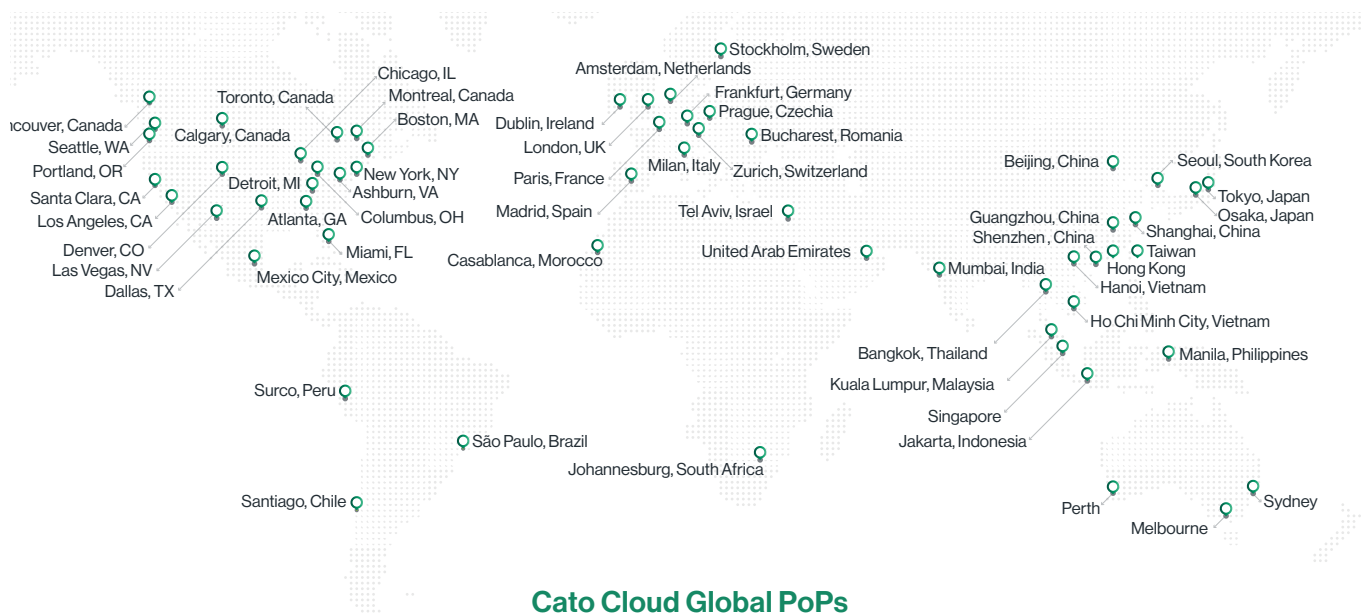 Stockholm, Sweden
Amsterdam, Netherlands
Chicago, IL
Toronto, Canada
Montreal, Canada
Frankfurt, Germany
Prague, Czechia
Boston, MA
Dublin, Ireland
ncouver, Canada
Calgary, Canada
Bucharest, Romania
Seattle, WA
London, UK
Portland, OR
Milan, Italy
Zurich, Switzerland
Beijing, China
Seoul, South Korea
New York, NY
Detroit, MI
Ashburn, VA
Paris, France
Santa Clara, CA
Tokyo, Japan
Los Angeles, CA
Atlanta, GA
Columbus, OH
Madrid, Spain
Tel Aviv, Israel
Guangzhou, China
Osaka, Japan
Shanghai, China
Shenzhen , China
Denver, CO
Miami, FL
Casablanca, Morocco
United Arab Emirates
Taiwan
Las Vegas, NV
Mexico City, Mexico
Mumbai, India
Hong Kong
Dallas, TX
Hanoi, Vietnam
Ho Chi Minh City, Vietnam
Bangkok, Thailand
Manila, Philippines
Kuala Lumpur, Malaysia
Surco, Peru
Singapore
São Paulo, Brazil
Jakarta, Indonesia
Johannesburg, South Africa
Santiago, Chile
Perth
Sydney
Melbourne
Cato Cloud Global PoPs